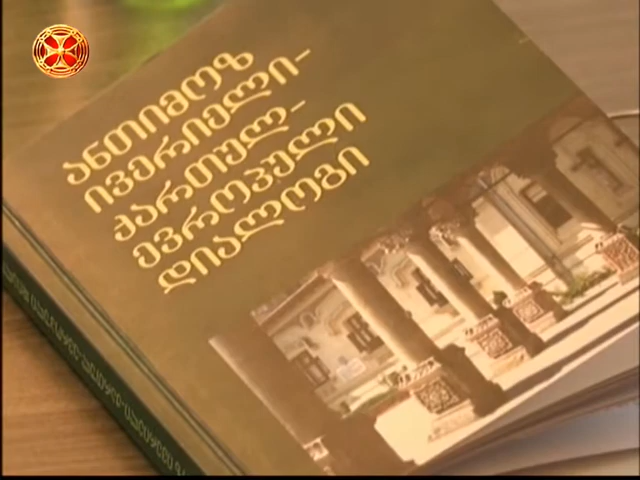 ანთიმოზ
ივერიელი-
ქართულ-
ევროპული
დიალოგი